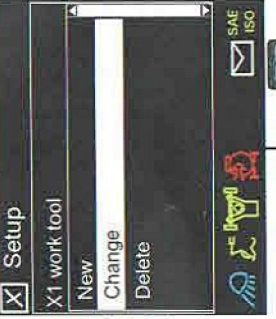 X Setup
X1 work tool
New
Change
Delete
SAE
ISO